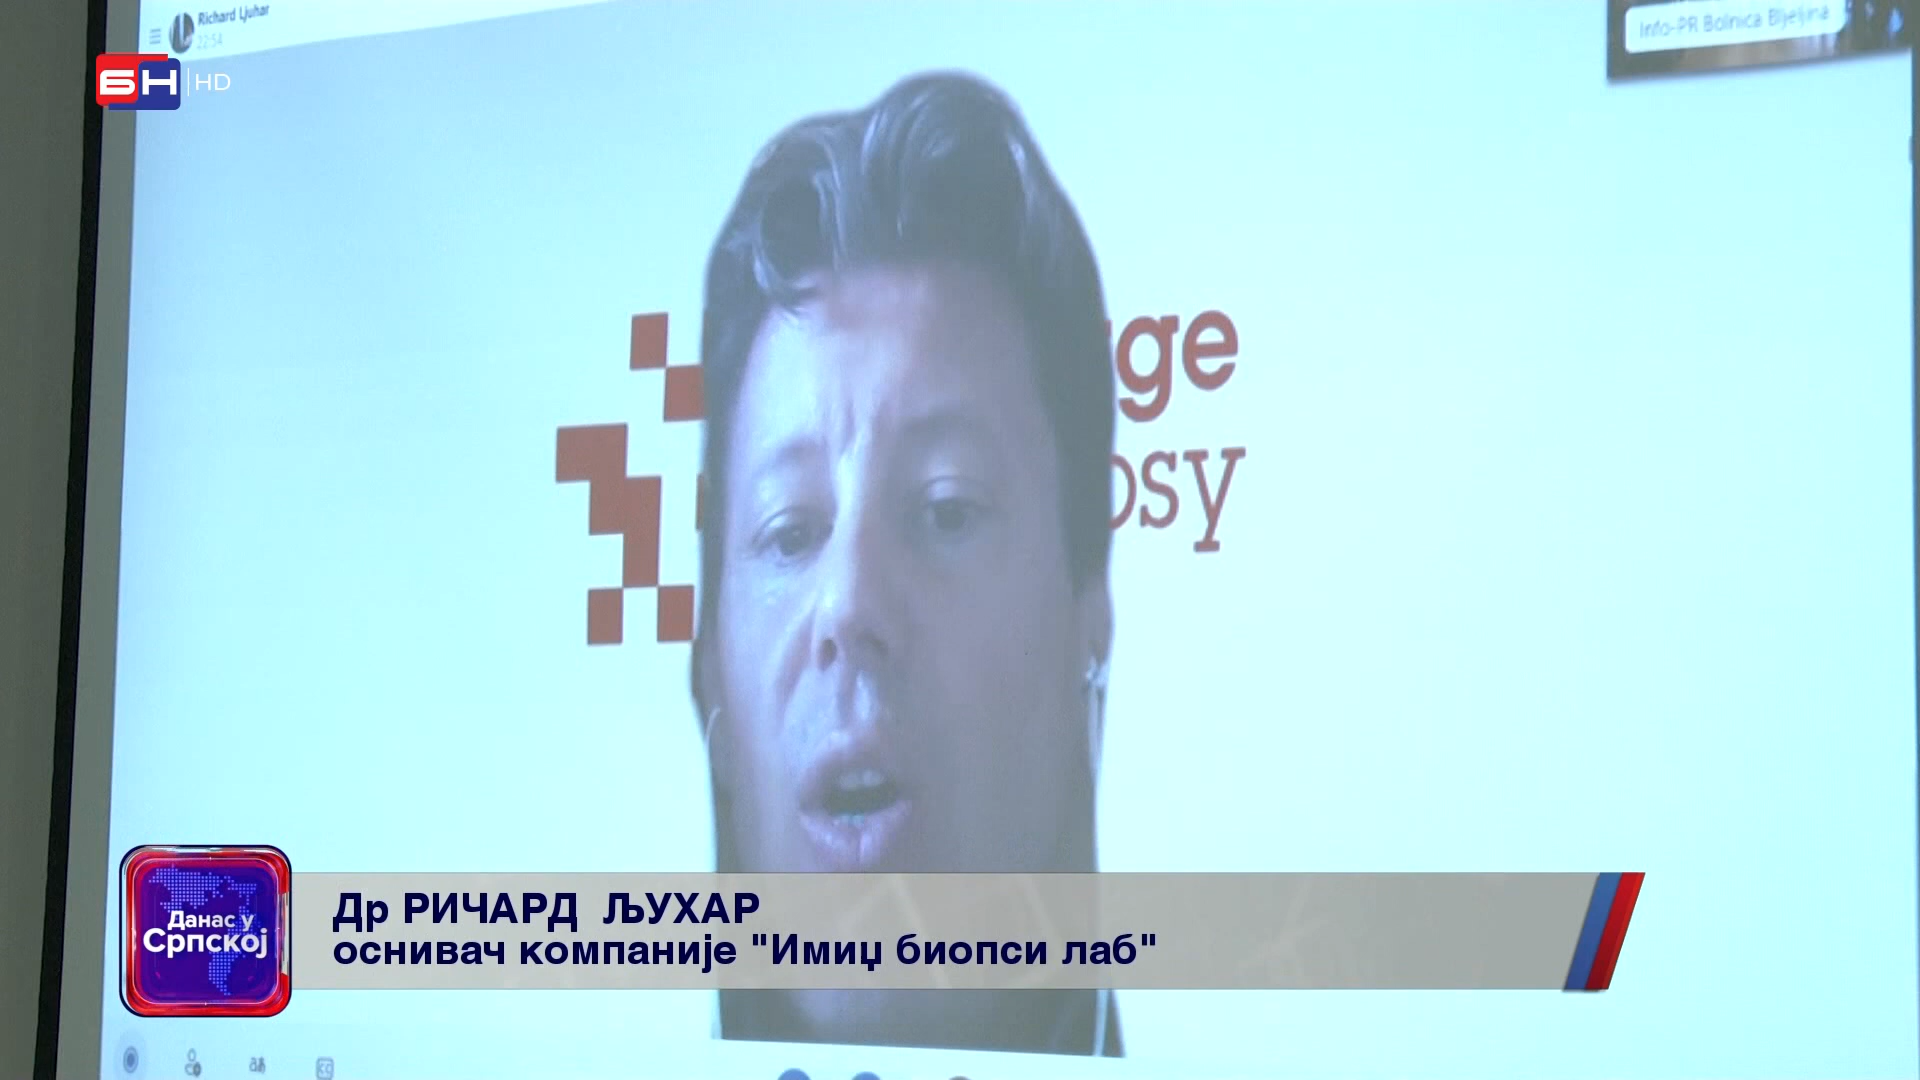 Richard Ljuhar
22:54
Info-PR Bolnica Bijeljina
БН HD
ge
osy
Данас у
Српској
Др РИЧАРД ЉУХАР
оснивач компаније "Имиџ биопси лаб"